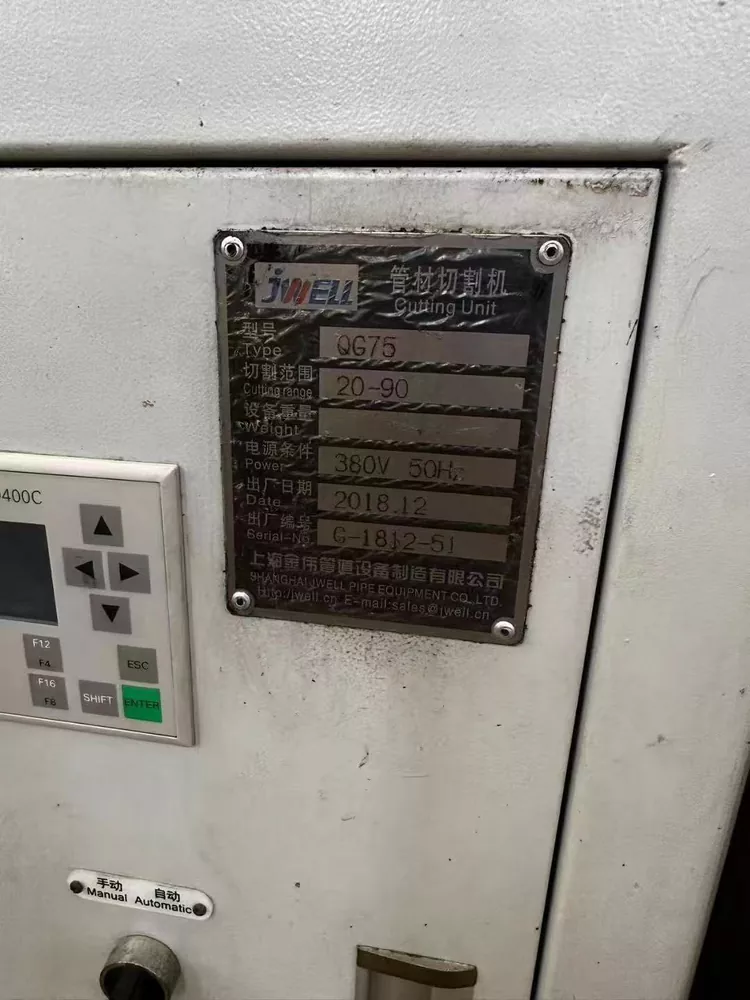 JWELL
管材切割机
Cutting Unit
型号
Type
QG75
切割范围
Cutting range
20-90
设备重量
Weight
电源条件
Power
380V 50Hz
出厂日期
Date
2018.12
出厂编号
Serial-No.
G-1812-51
上海金伟管道设备制造有限公司
SHANGHAI JWELL PIPE EQUIPMENT CO., LTD.
http:/jwell.cn E-mail:sales@jwell.cn
400C
F12
F4
ESC
F16
F6
SHIFT
ENTER
手动 自动
Manual Automatic